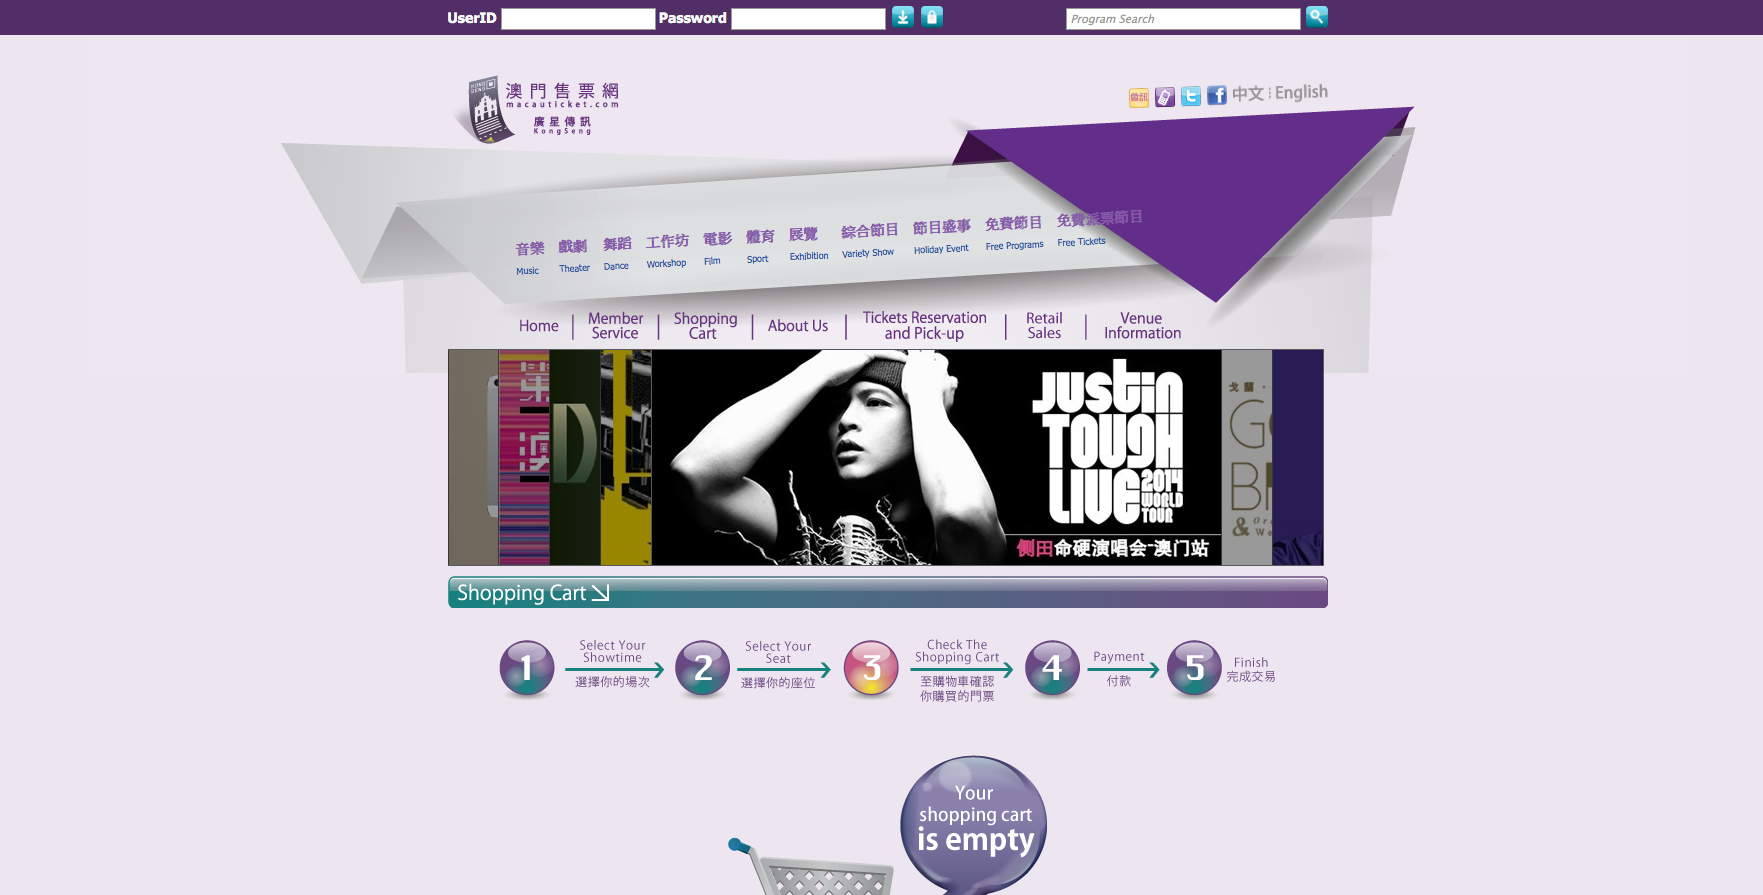 UserID
Password
Program Search
KONG SENG
澳門售票網
macauticket.com
廣星傳訊
KongSeng
中文 English
音樂 戲劇 舞蹈 工作坊 電影 體育 展覽 綜合節目 節目盛事 免費節目 免費派票節目
Music Theater Dance Workshop Film Sport Exhibition Variety Show Holiday Event Free Programs Free Tickets
Home
Member
Service
Shopping
Cart
About Us
Tickets Reservation
and Pick-up
Retail
Sales
Venue
Information
D
JUSTIN
TOUGH
LIVE
2014
WORLD
TOUR
侧田命硬演唱会-澳门站
戈蘭·
&
Shopping Cart
1
Select Your
Showtime
選擇你的場次
2
Select Your
Seat
選擇你的座位
3
Check The
Shopping Cart
至購物車確認
你購買的門票
4
Payment
付款
5
Finish
完成交易
Your
shopping cart
is empty